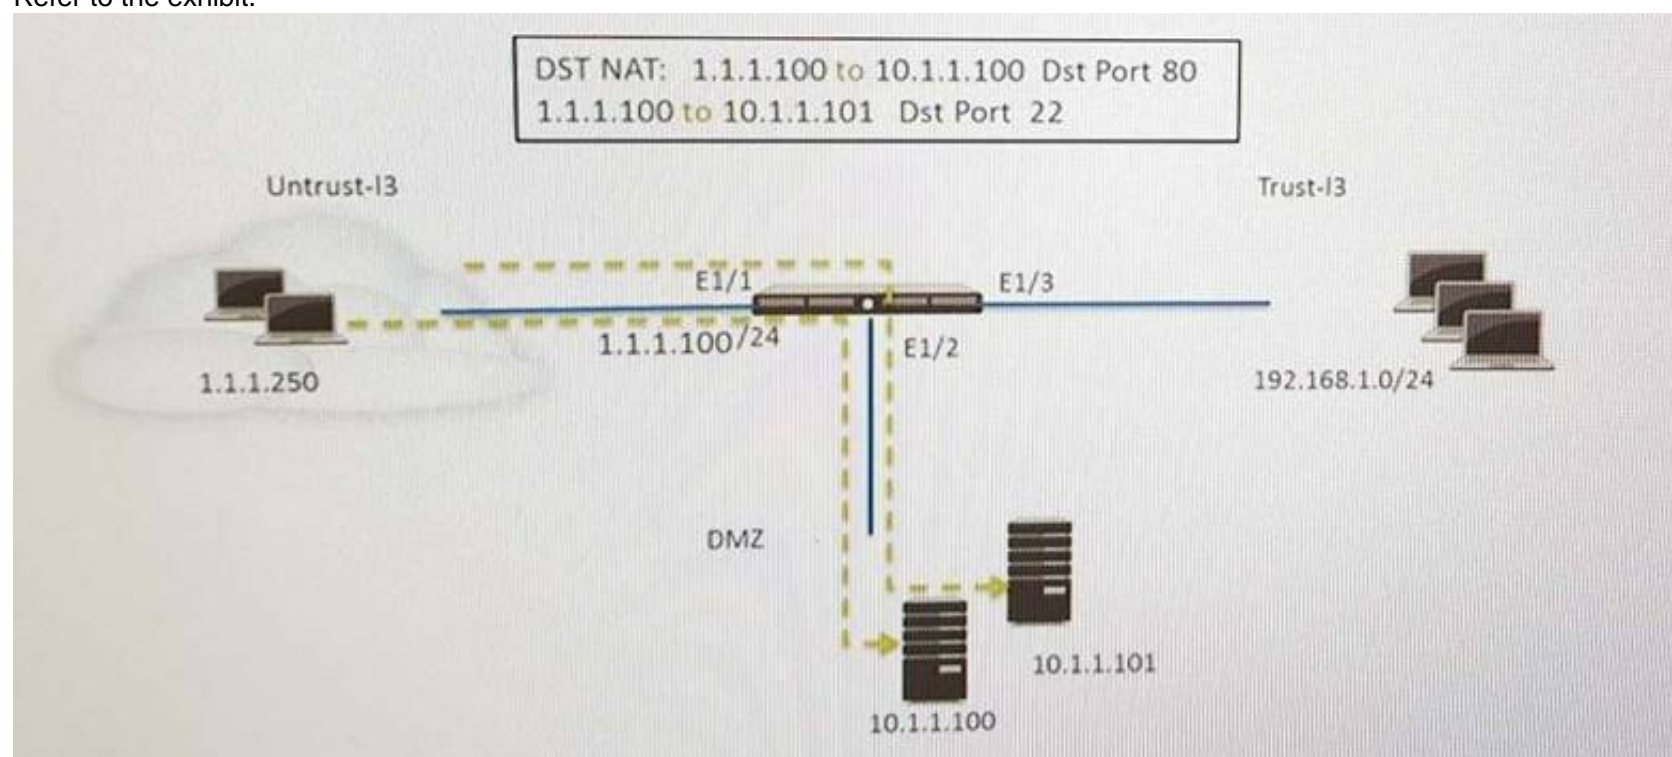 Refer to the exhibit.
DST NAT: 1.1.1.100 to 10.1.1.100 Dst Port 80
1.1.1.100 to 10.1.1.101 Dst Port 22
Untrust-l3
Trust-l3
E1/1
E1/3
1.1.1.100/24
E1/2
1.1.1.250
192.168.1.0/24
DMZ
10.1.1.101
10.1.1.100